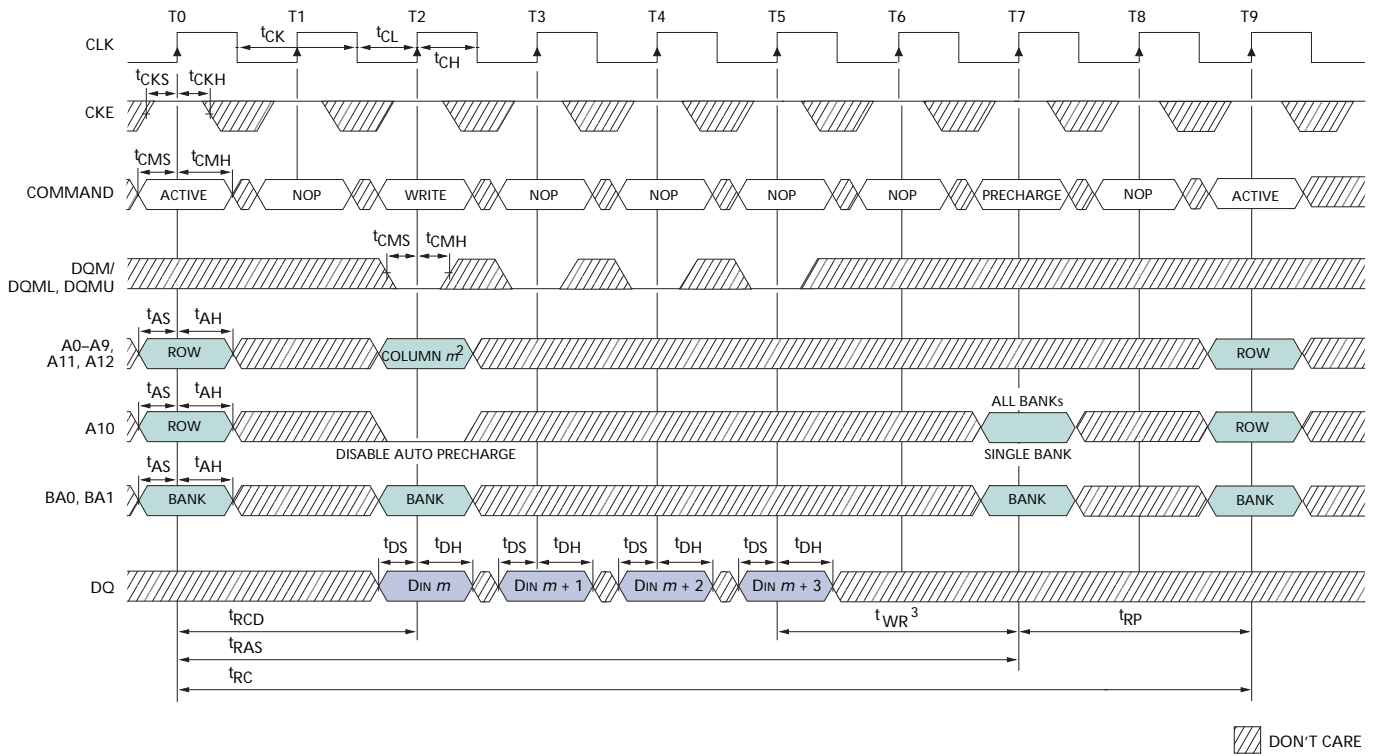 T0 T1 T2 T3 T4 T5 T6 T7 T8 T9
CLK
tCK tCL
tCH
tCKS tCKH
CKE
tCMS tCMH
COMMAND
ACTIVE NOP WRITE NOP NOP NOP NOP PRECHARGE NOP ACTIVE
tCMS tCMH
DQM/
DQML, DQMU
tAS tAH
A0–A9,
A11, A12
ROW COLUMN m2 ROW
tAS tAH
ALL BANKs
A10
ROW ROW
DISABLE AUTO PRECHARGE SINGLE BANK
tAS tAH
BA0, BA1
BANK BANK BANK BANK
tDS tDH tDS tDH tDS tDH tDS tDH
DQ
DIN m DIN m + 1 DIN m + 2 DIN m + 3
tRCD tWR3 tRP
tRAS
tRC
DON'T CARE